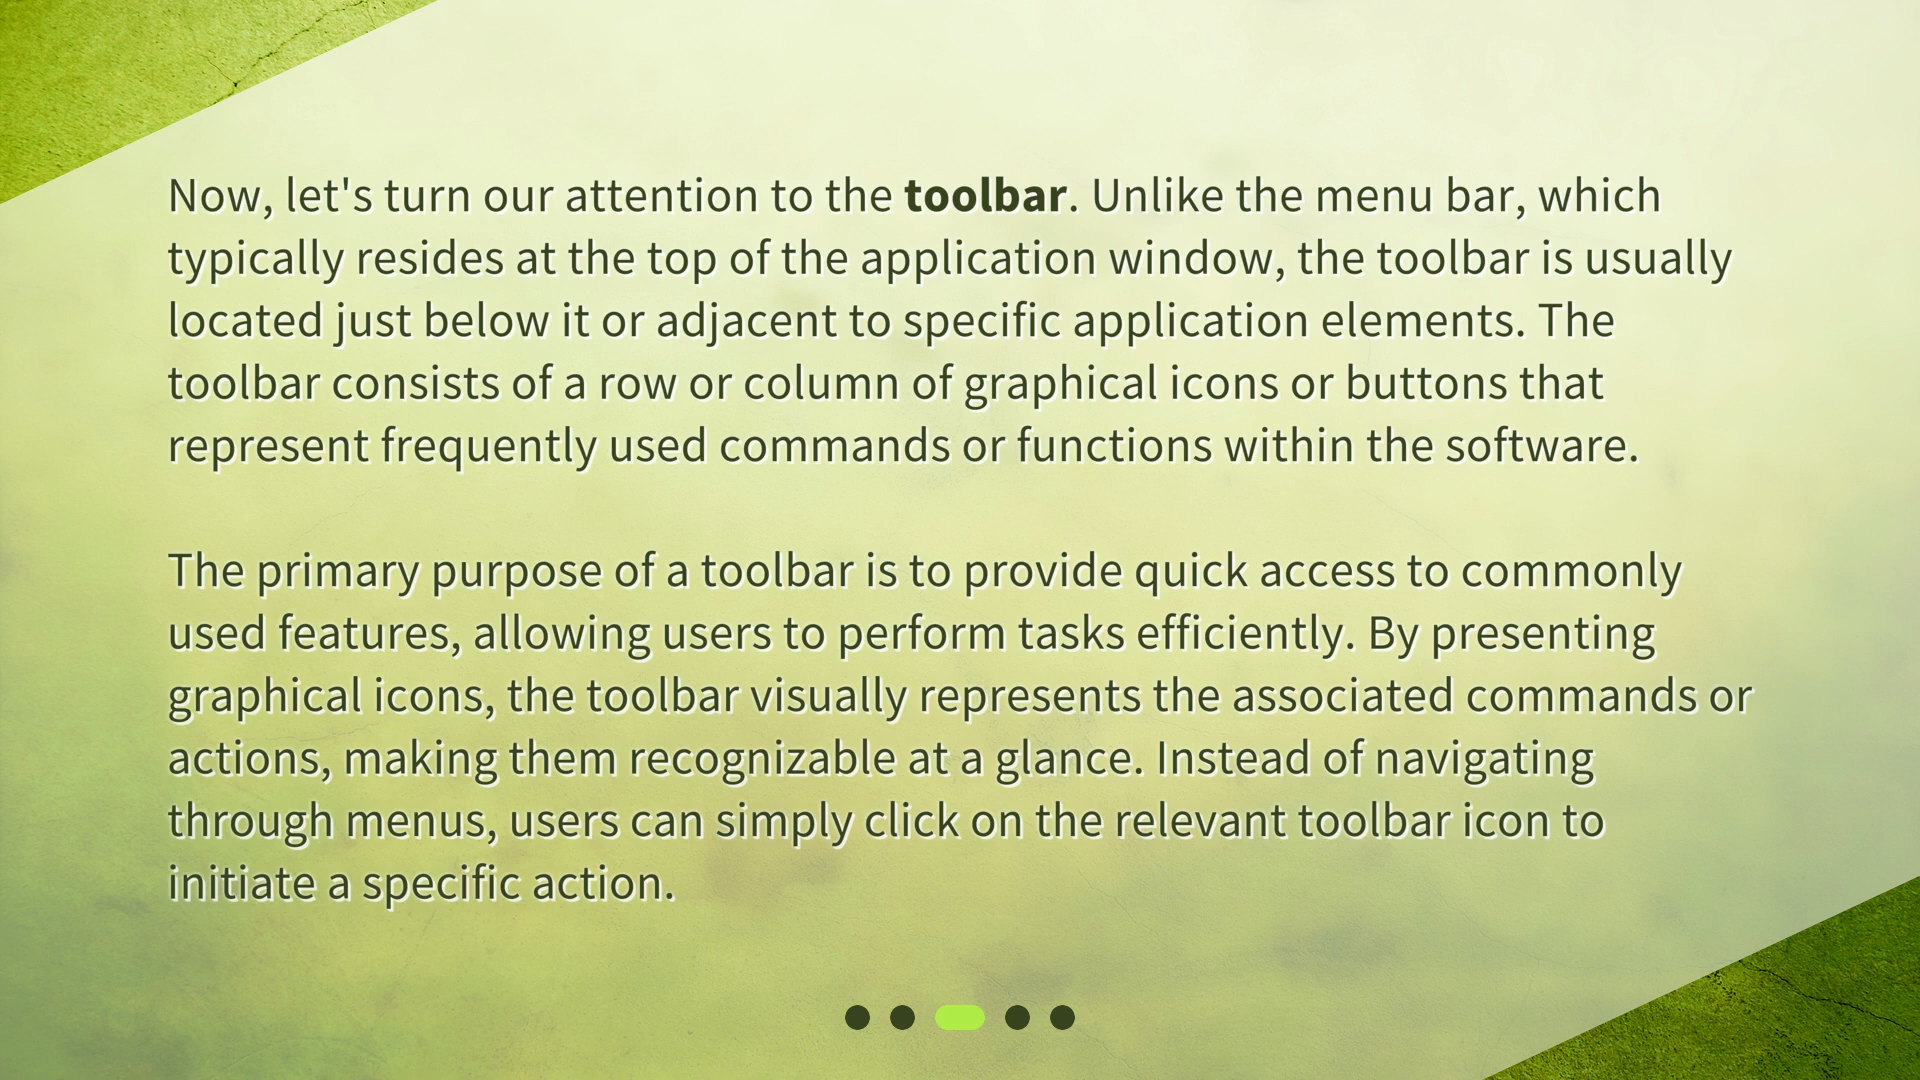 Now, let's turn our attention to the toolbar. Unlike the menu bar, which
typically resides at the top of the application window, the toolbar is usually
located just below it or adjacent to specific application elements. The
toolbar consists of a row or column of graphical icons or buttons that
represent frequently used commands or functions within the software.
The primary purpose of a toolbar is to provide quick access to commonly
used features, allowing users to perform tasks efficiently. By presenting
graphical icons, the toolbar visually represents the associated commands or
actions, making them recognizable at a glance. Instead of navigating
through menus, users can simply click on the relevant toolbar icon to
initiate a specific action.